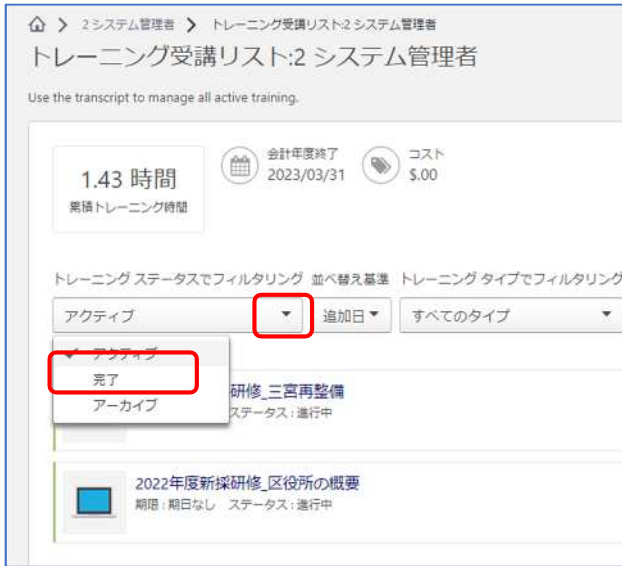 2 システム管理者 トレーニング受講リスト:2 システム管理者
トレーニング受講リスト:2 システム管理者
Use the transcript to manage all active training.
1.43 時間
累積トレーニング時間
会計年度終了
2023/03/31
コスト
$.00
トレーニング ステータスでフィルタリング 並べ替え基準 トレーニング タイプでフィルタリング
アクティブ 追加日 すべてのタイプ
アクティブ
完了
アーカイブ
研修_三宮再整備
ステータス : 進行中
2022年度新採研修_区役所の概要
期限 : 期日なし ステータス : 進行中